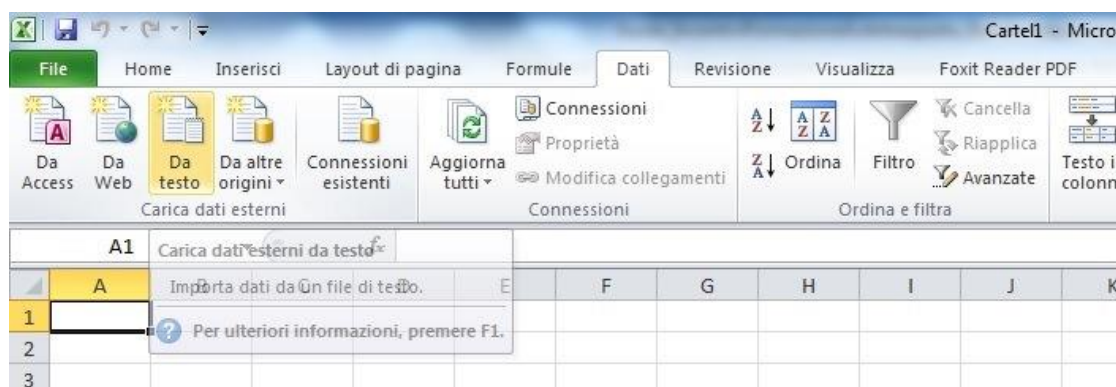 Cartel1 - Micro
File Home Inserisci Layout di pagina Formule Dati Revisione Visualizza Foxit Reader PDF
Da Access
Da Web
Da testo
Da altre origini
Connessioni esistenti
Carica dati esterni
Aggiorna tutti
Connessioni
Proprietà
Modifica collegamenti
Connessioni
Ordina
Filtro
Cancella
Riapplica
Avanzate
Ordina e filtra
Testo i
colonn
A1 fx
Carica dati esterni da testo
A B C D E F G H I J K
Importa dati da un file di testo.
Per ulteriori informazioni, premere F1.
1
2
3